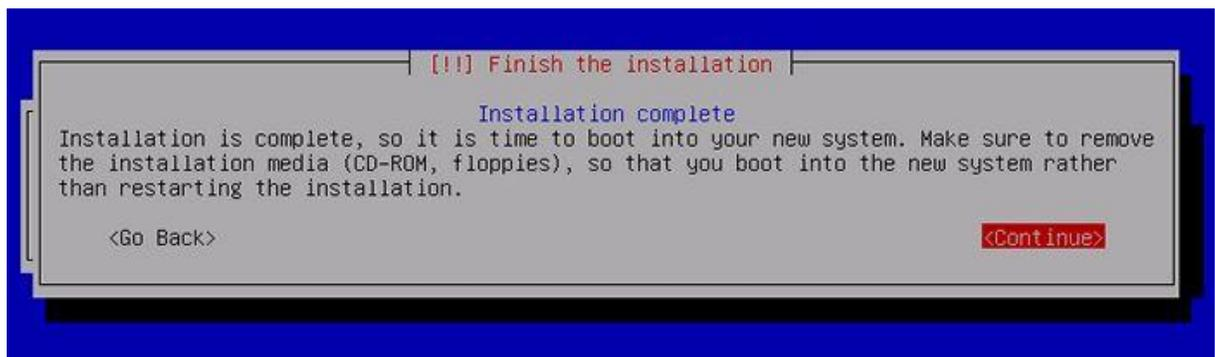 [!!] Finish the installation
Installation complete
Installation is complete, so it is time to boot into your new system. Make sure to remove
the installation media (CD-ROM, floppies), so that you boot into the new system rather
than restarting the installation.
<Go Back> <Continue>